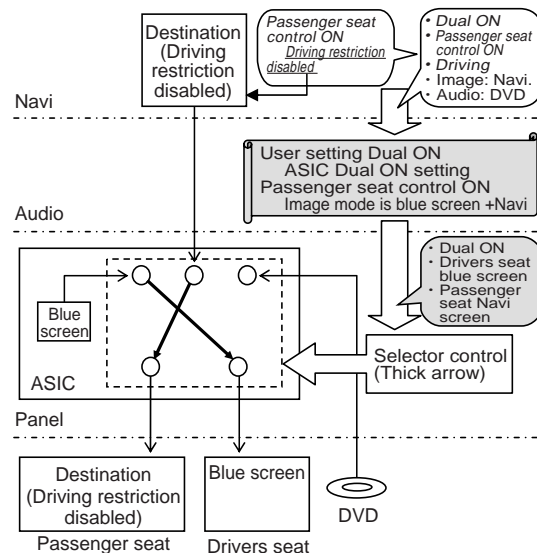 Destination
(Driving
restriction
disabled)
Passenger seat
control ON
Driving restriction
disabled
・ Dual ON
・ Passenger seat
control ON
・ Driving
・ Image: Navi.
・ Audio: DVD
Navi
User setting Dual ON
ASIC Dual ON setting
Passenger seat control ON
Image mode is blue screen +Navi
Audio
・ Dual ON
・ Drivers seat
blue screen
・ Passenger
seat Navi
screen
Blue
screen
ASIC
Selector control
(Thick arrow)
Panel
Destination
(Driving restriction
disabled)
Blue screen
DVD
Passenger seat
Drivers seat